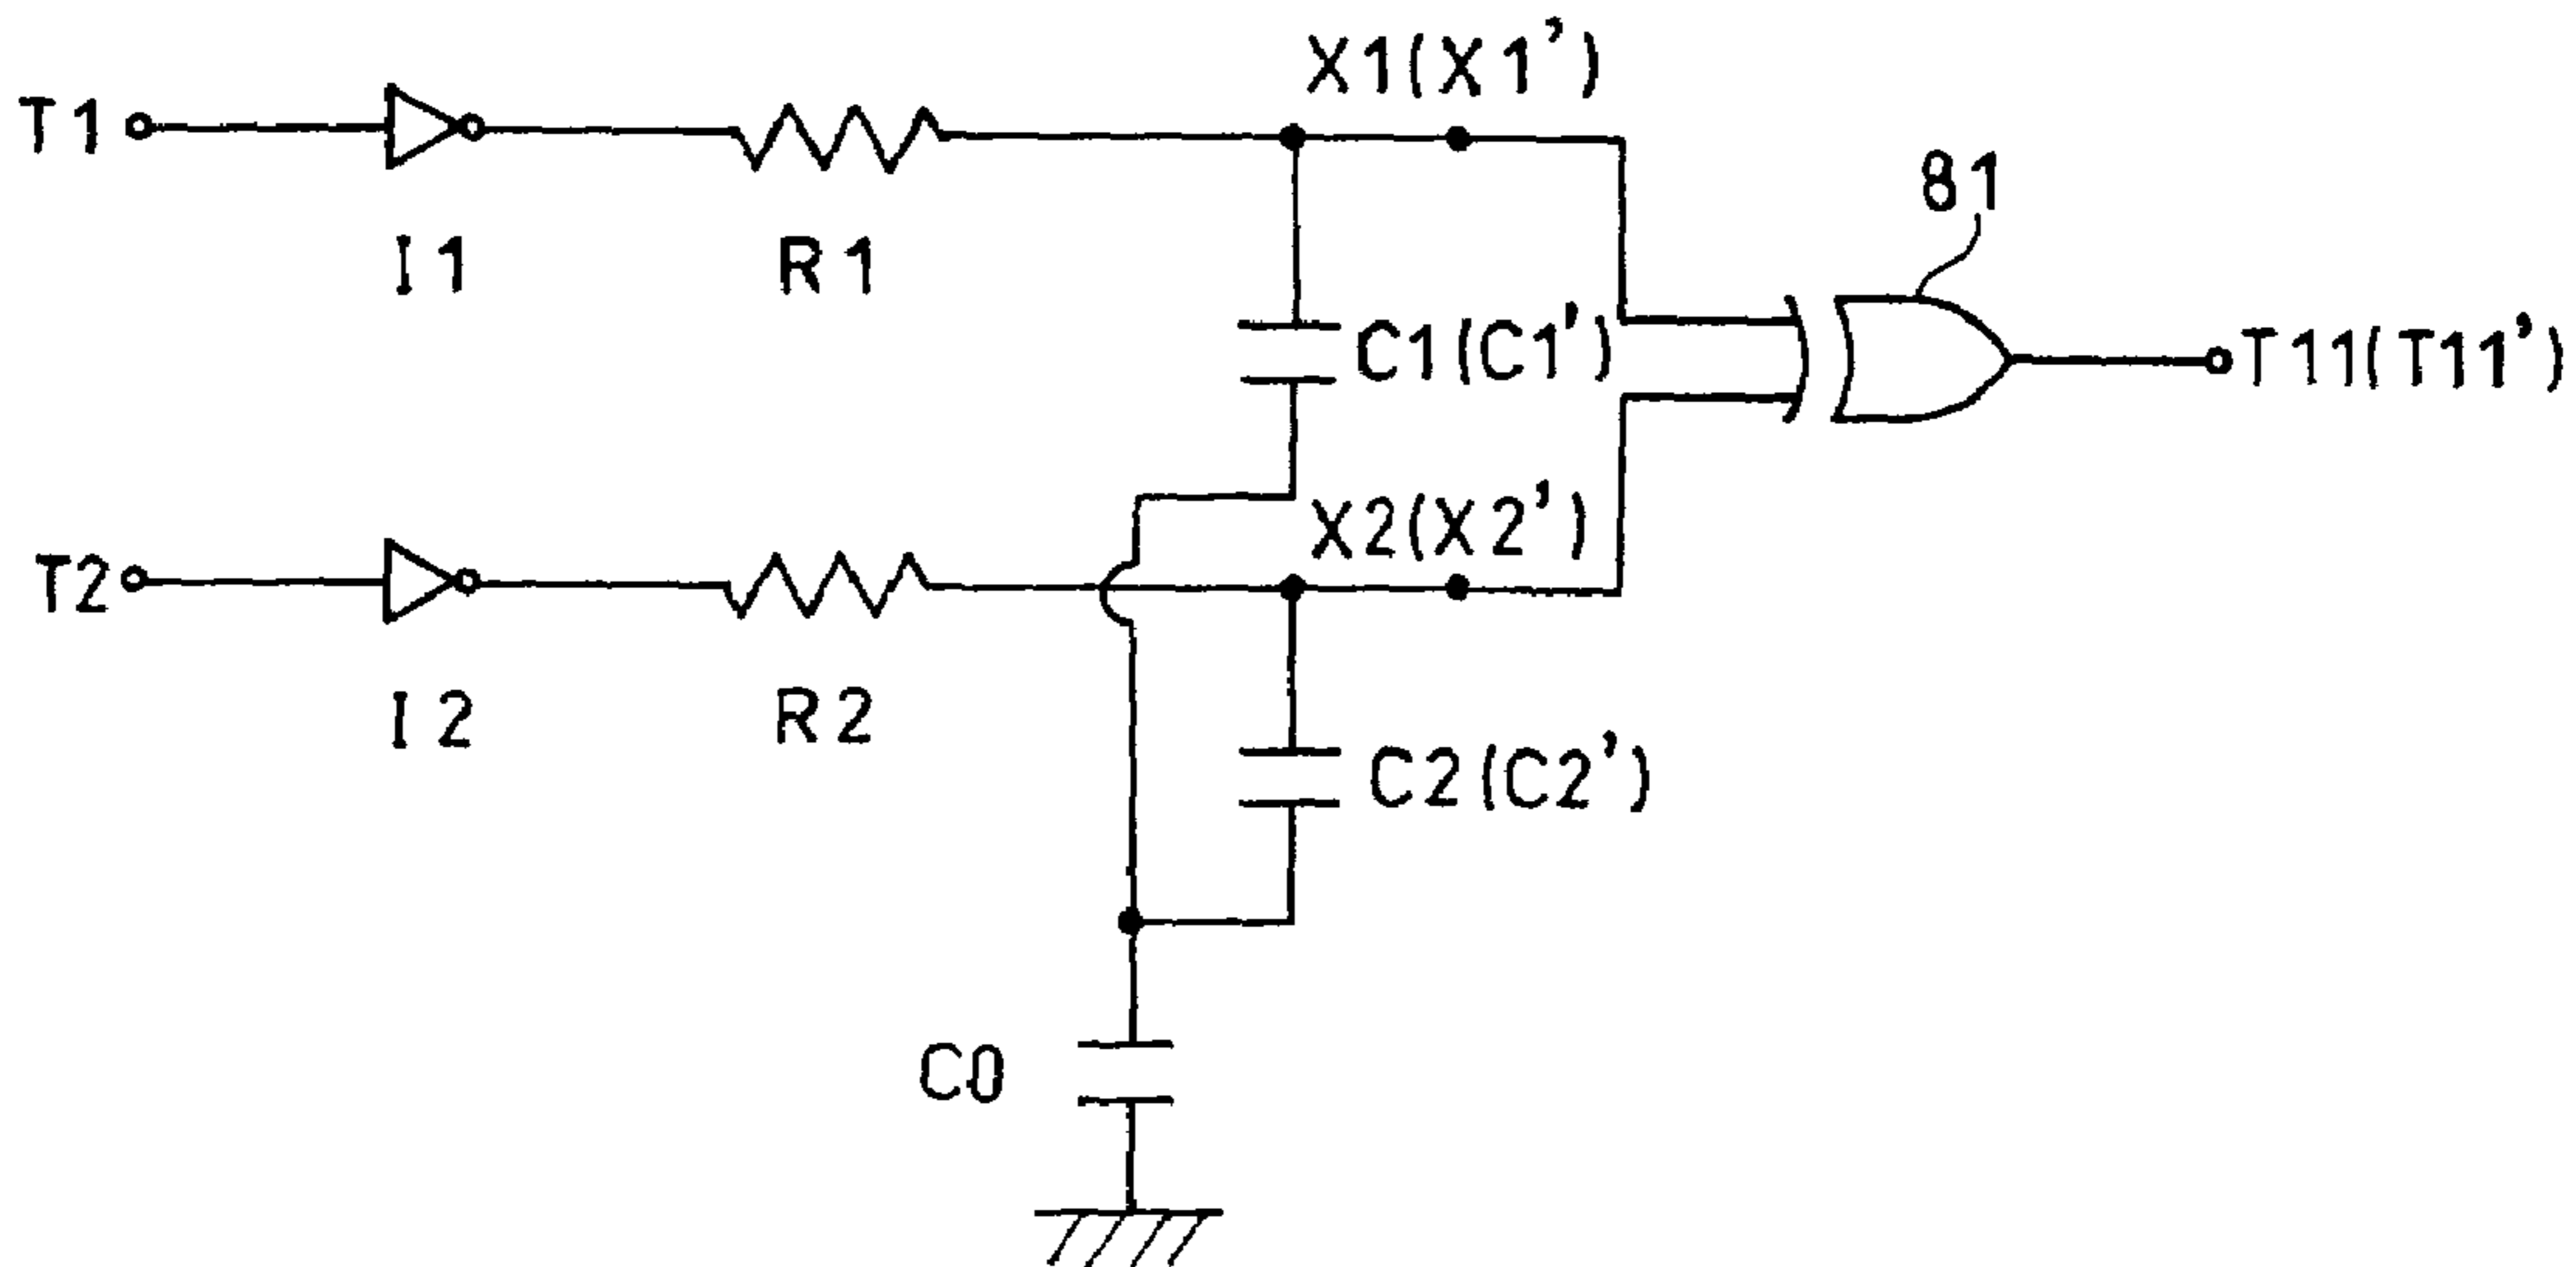 X1(X1')
T1
81
I1
R1
C1(C1')
T11(T11')
X2(X2')
T2
I2
R2
C2(C2')
C0